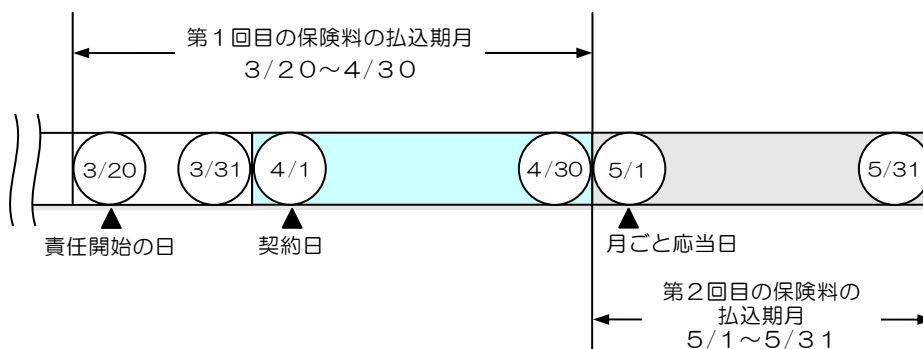 第１回目の保険料の払込期月
３/２０～４/３０
3/20
3/31
4/1
4/30
5/1
5/31
責任開始の日
契約日
月ごと応当日
第２回目の保険料の
払込期月
５/１～５/３１